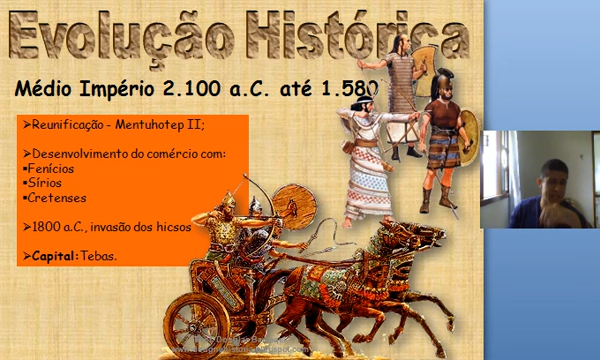 Evolução Histórica
Médio Império 2.100 a.C. até 1.580
➢Reunificação - Mentuhotep II;
➢Desenvolvimento do comércio com:
▪Fenícios
▪Sírios
▪Cretenses
➢1800 a.C., invasão dos hicsos
➢Capital:Tebas.